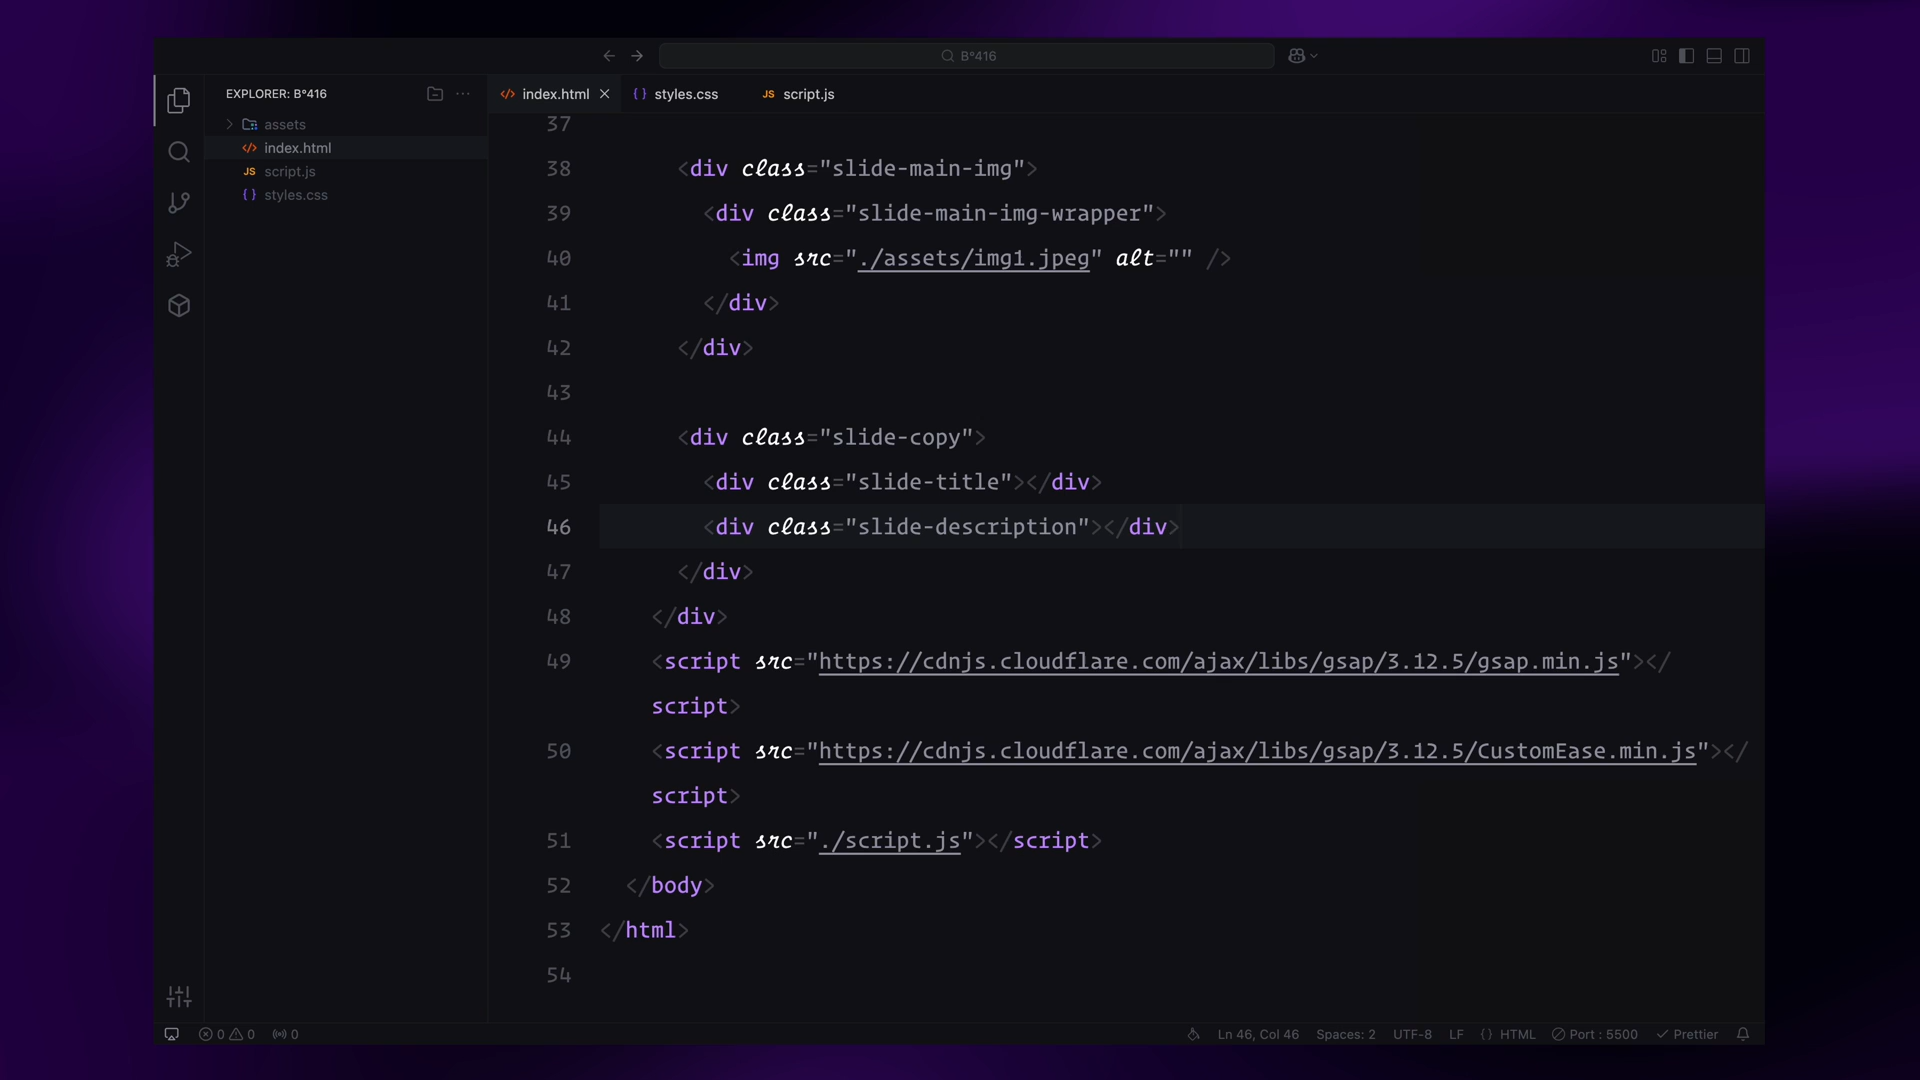 B°416
EXPLORER: B°416
assets
index.html
JS script.js
{ } styles.css
</> index.html
{ } styles.css
JS script.js
37
38 <div class="slide-main-img">
39 <div class="slide-main-img-wrapper">
40 <img src="./assets/img1.jpeg" alt="" />
41 </div>
42 </div>
43
44 <div class="slide-copy">
45 <div class="slide-title"></div>
46 <div class="slide-description"></div>
47 </div>
48 </div>
49 <script src="https://cdnjs.cloudflare.com/ajax/libs/gsap/3.12.5/gsap.min.js"></
script>
50 <script src="https://cdnjs.cloudflare.com/ajax/libs/gsap/3.12.5/CustomEase.min.js"></
script>
51 <script src="./script.js"></script>
52 </body>
53 </html>
54
0 0 0 Ln 46, Col 46 Spaces: 2 UTF-8 LF { } HTML Port : 5500 Prettier